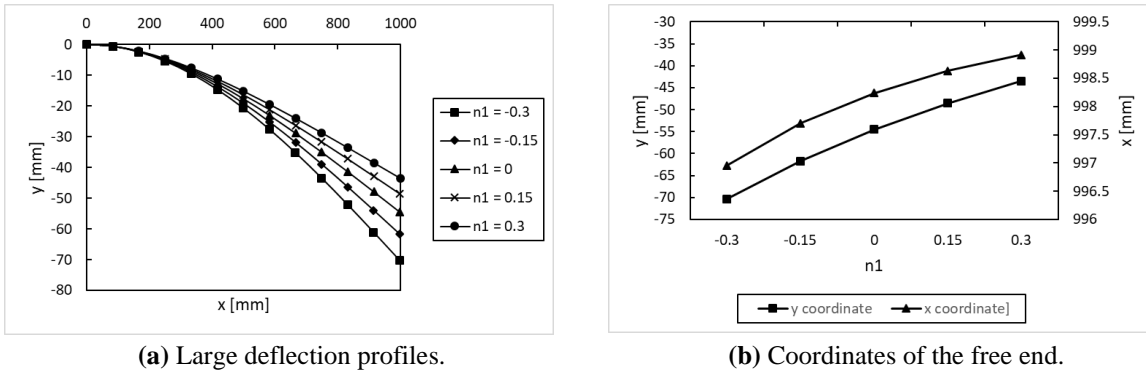 0 200 400 600 800 1000
0
-10
-20
-30
-40
-50
-60
-70
-80
y [mm]
x [mm]
n1 = -0.3
n1 = -0.15
n1 = 0
n1 = 0.15
n1 = 0.3
(a) Large deflection profiles.
-30
-35
-40
-45
-50
-55
-60
-65
-70
-75
y [mm]
999.5
999
998.5
998
997.5
997
996.5
996
x [mm]
-0.3 -0.15 0 0.15 0.3
n1
y coordinate x coordinate]
(b) Coordinates of the free end.